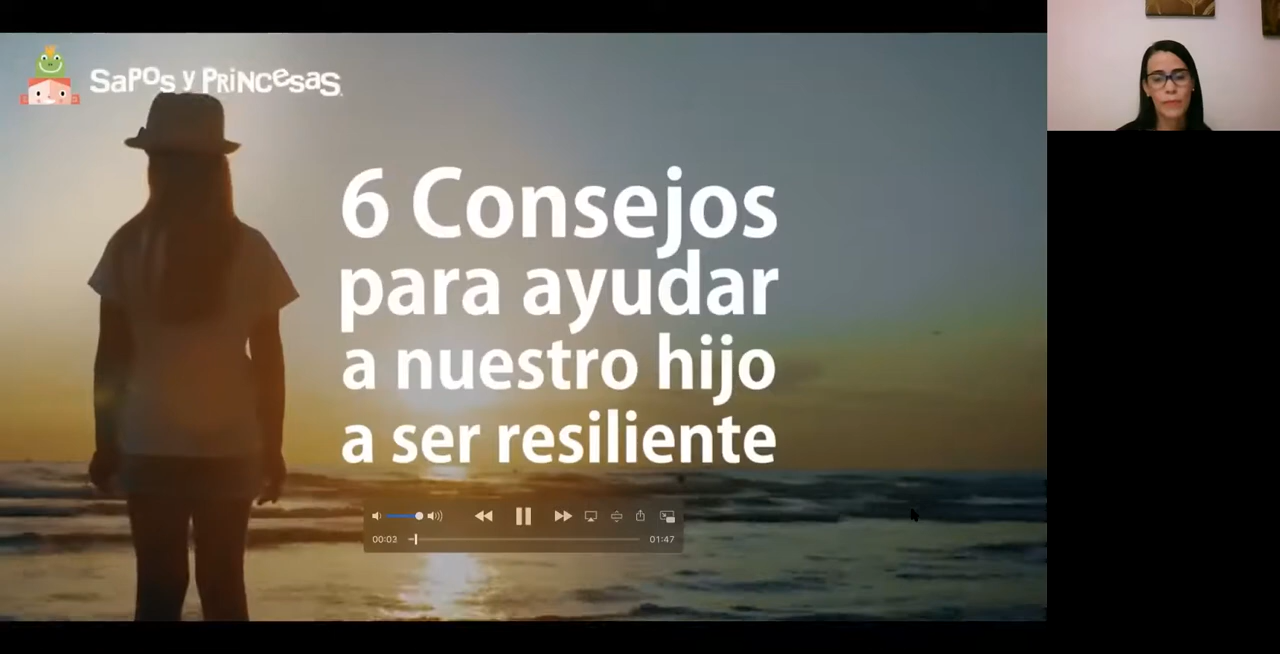 SaPOs y PRINCesaS
6 Consejos
para ayudar
a nuestro hijo
a ser resiliente
00:03
01:47